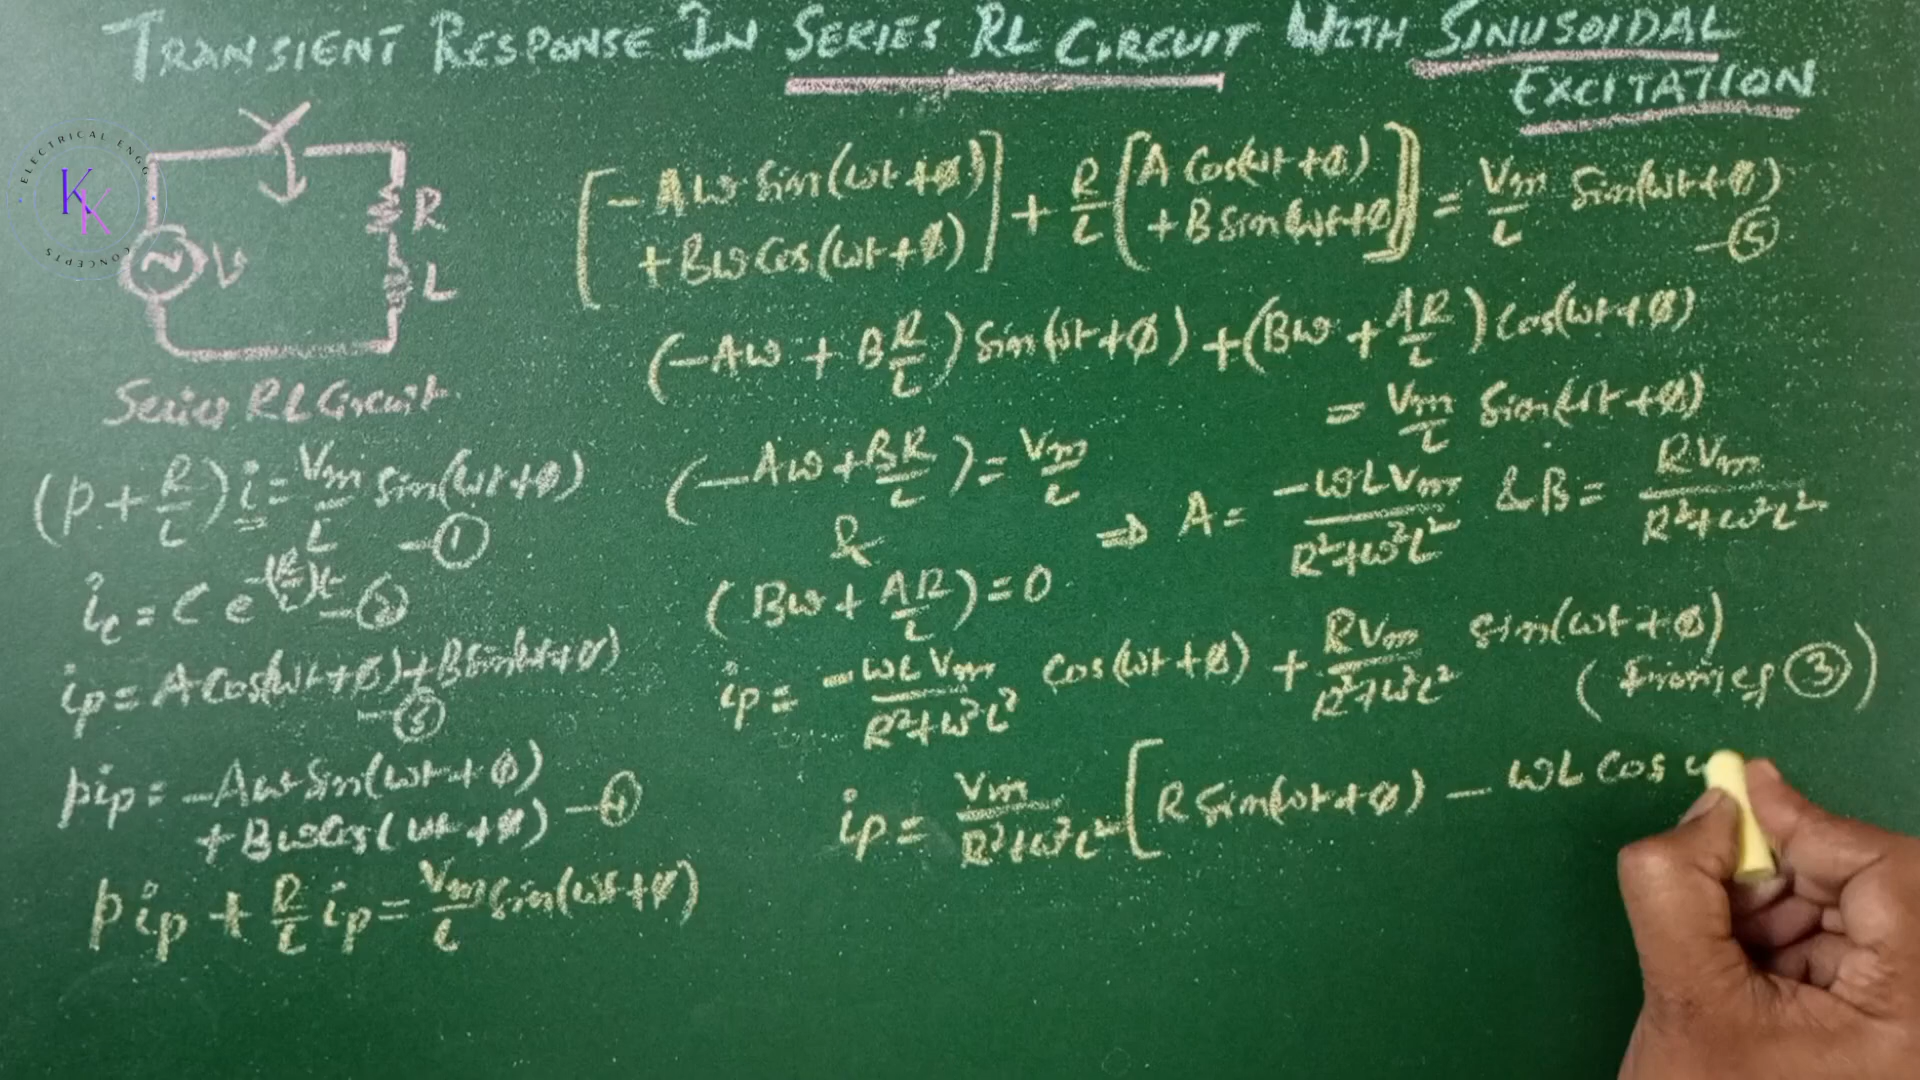 TRANSIENT RESPONSE IN SERIES RL CIRCUIT WITH SINUSOIDAL
EXCITATION
ELECTRICAL ENGG
KK
CONCEPTS
V
R
L
Series RL Circuit
(p + R/L) i = Vm/L sin(ωt+φ) —①
ic = C e^-(R/L)t —②
ip = A Cos(ωt+φ) + B sin(ωt+φ)
—③
pip = -Aω Sin(ωt+φ)
+ Bω Cos(ωt+φ) —④
pip + R/L ip = Vm/L sin(ωt+φ)
[-Aω Sin(ωt+φ) + Bω Cos(ωt+φ)] + R/L [A Cos(ωt+φ) + B Sin(ωt+φ)] = Vm/L Sin(ωt+φ)
—⑤
(-Aω + B R/L) Sin(ωt+φ) + (Bω + AR/L) Cos(ωt+φ)
= Vm/L Sin(ωt+φ)
(-Aω + BR/L) = Vm/L
&
(Bω + AR/L) = 0
⇒ A = -ωLVm/R²+ω²L² & B = RVm/R²+ω²L²
ip = -ωLVm/R²+ω²L² cos(ωt+φ) + RVm/R²+ω²L² sin(ωt+φ)
(from eq ③)
ip = Vm/R²+ω²L² [R Sin(ωt+φ) - ωL Cos